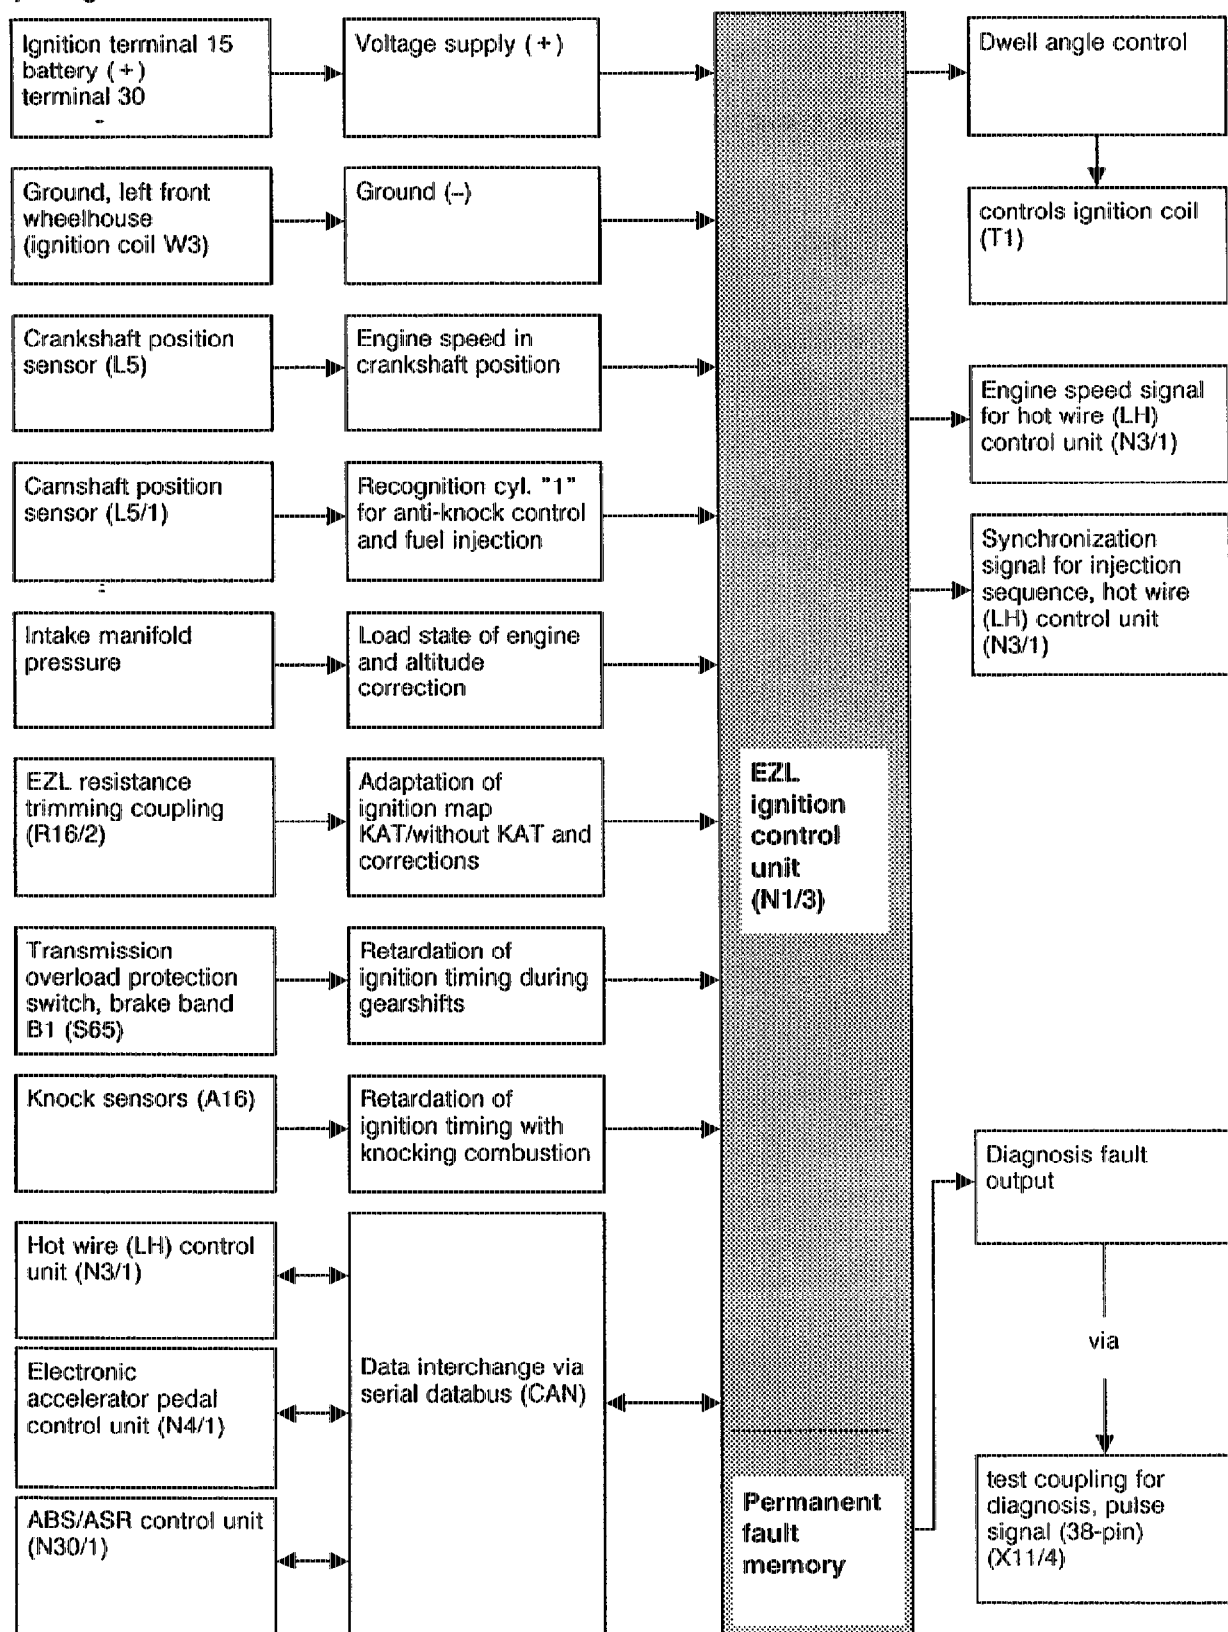 Ignition terminal 15
battery (+)
terminal 30
Voltage supply (+)
Dwell angle control
Ground, left front
wheelhouse
(ignition coil W3)
Ground (–)
controls ignition coil
(T1)
Crankshaft position
sensor (L5)
Engine speed in
crankshaft position
Engine speed signal
for hot wire (LH)
control unit (N3/1)
Camshaft position
sensor (L5/1)
Recognition cyl. "1"
for anti-knock control
and fuel injection
Synchronization
signal for injection
sequence, hot wire
(LH) control unit
(N3/1)
Intake manifold
pressure
Load state of engine
and altitude
correction
EZL resistance
trimming coupling
(R16/2)
Adaptation of
ignition map
KAT/without KAT and
corrections
EZL
ignition
control
unit
(N1/3)
Transmission
overload protection
switch, brake band
B1 (S65)
Retardation of
ignition timing during
gearshifts
Knock sensors (A16)
Retardation of
ignition timing with
knocking combustion
Diagnosis fault
output
Hot wire (LH) control
unit (N3/1)
via
Electronic
accelerator pedal
control unit (N4/1)
Data interchange via
serial databus (CAN)
ABS/ASR control unit
(N30/1)
Permanent
fault
memory
test coupling for
diagnosis, pulse
signal (38-pin)
(X11/4)